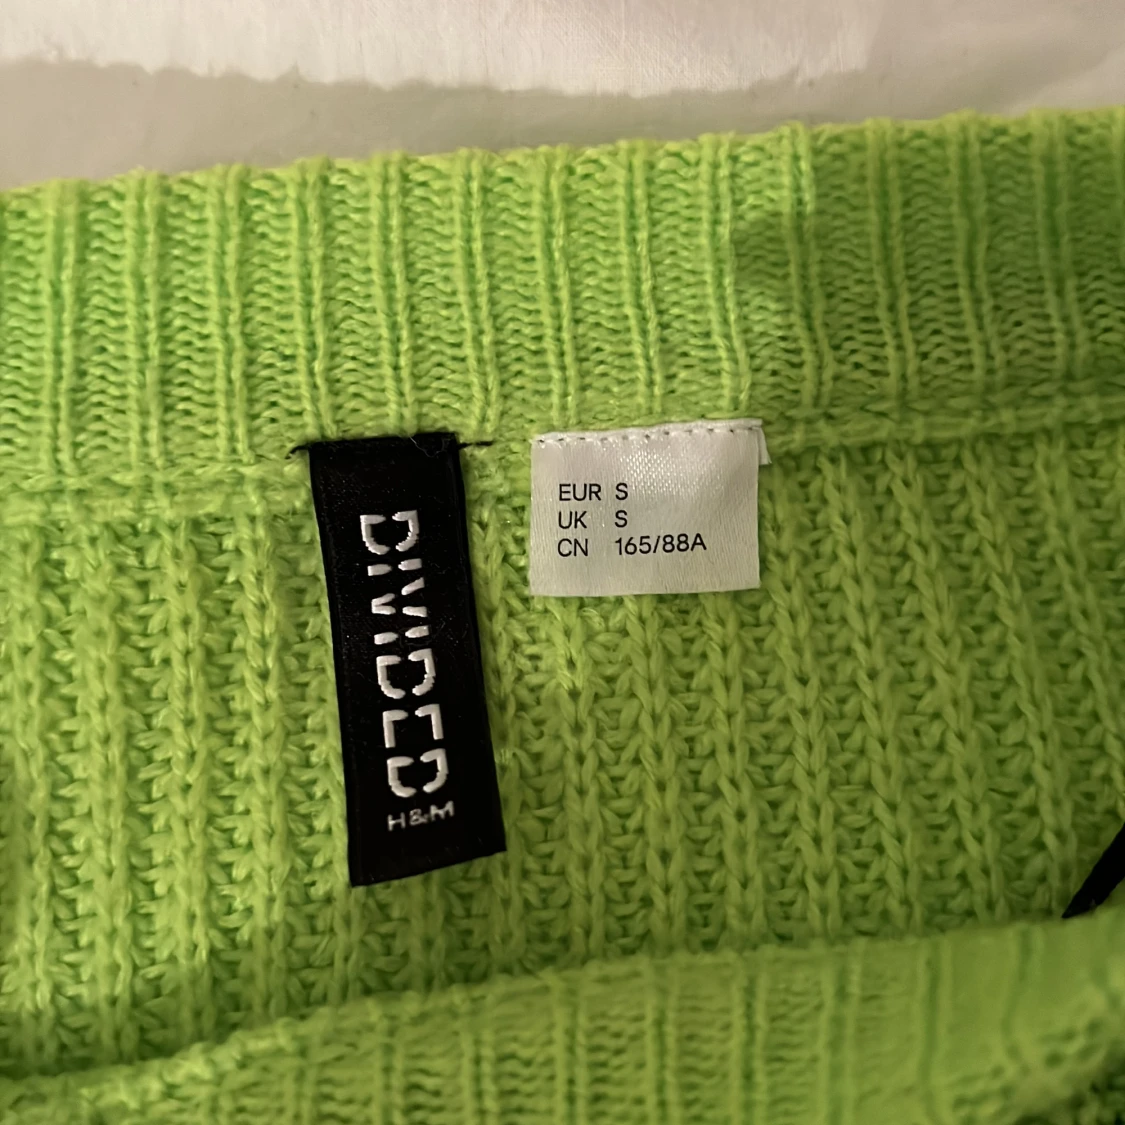 DIVIDED
H&M
EUR S
UK S
CN 165/88A